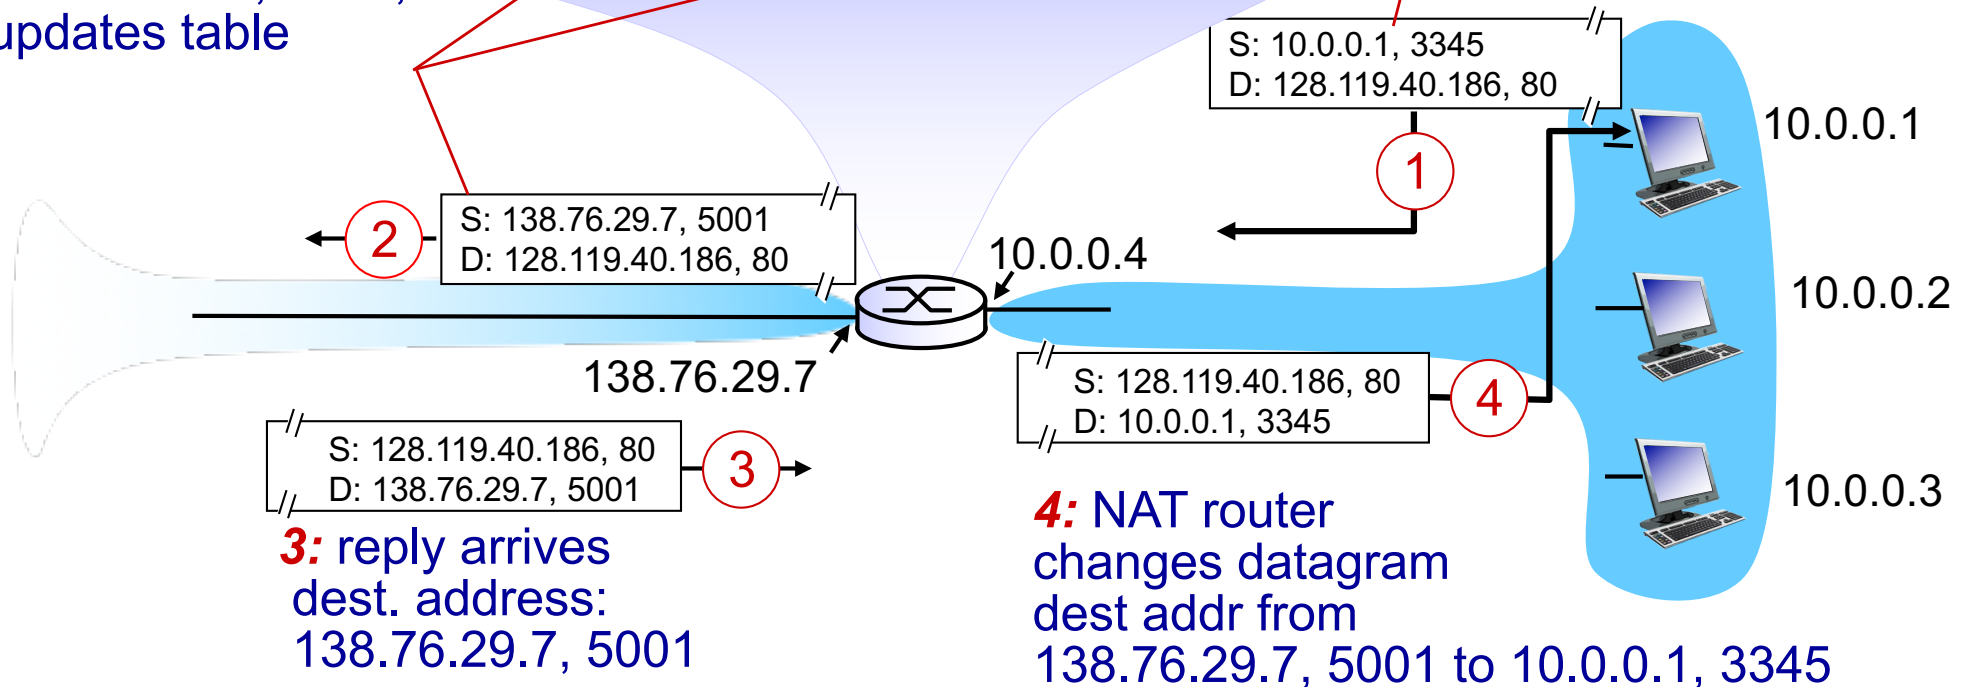 updates table
S: 10.0.0.1, 3345
D: 128.119.40.186, 80
10.0.0.1
1
S: 138.76.29.7, 5001
D: 128.119.40.186, 80
2
10.0.0.4
10.0.0.2
138.76.29.7
S: 128.119.40.186, 80
D: 10.0.0.1, 3345
4
S: 128.119.40.186, 80
D: 138.76.29.7, 5001
3
10.0.0.3
3: reply arrives
dest. address:
138.76.29.7, 5001
4: NAT router
changes datagram
dest addr from
138.76.29.7, 5001 to 10.0.0.1, 3345